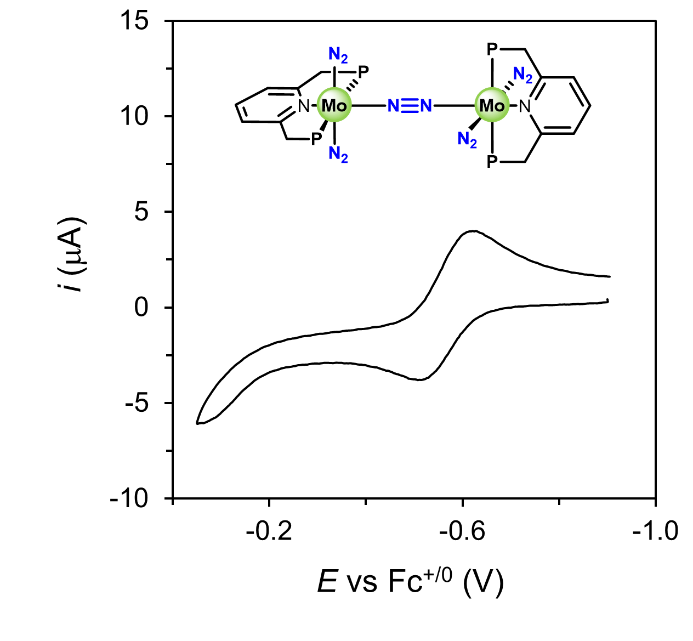 15
10
5
0
-5
-10
i (μA)
N₂ P N₂
N Mo N≡N Mo N
P N₂ N₂ P
P
-0.2 -0.6 -1.0
E vs Fc⁺/⁰ (V)